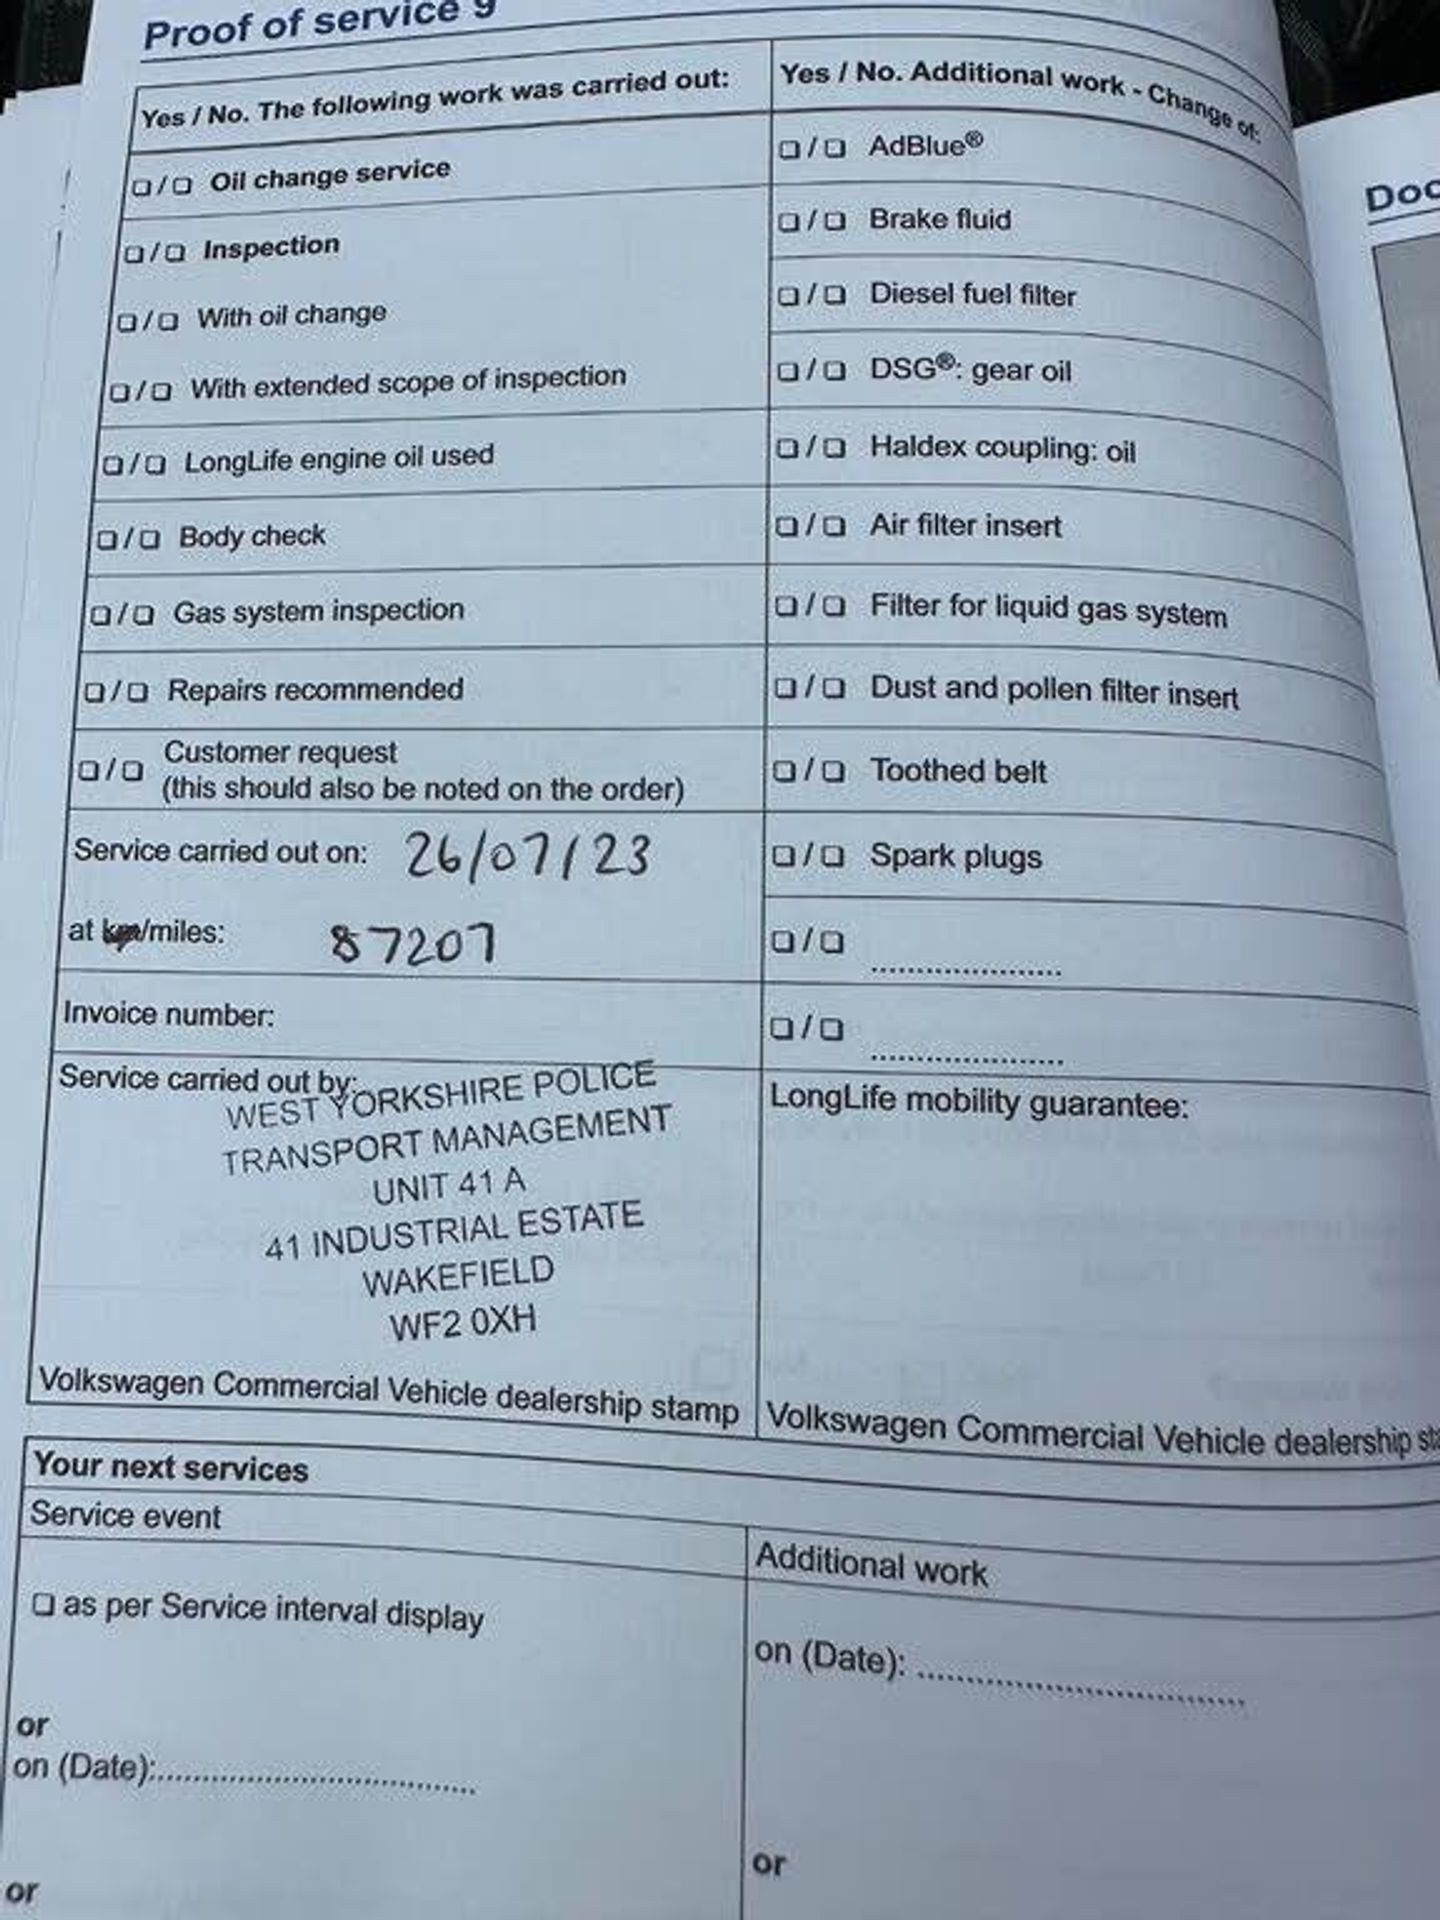 Proof of service 9
Yes / No. The following work was carried out:
❑ / ❑ Oil change service
❑ / ❑ Inspection
❑ / ❑ With oil change
❑ / ❑ With extended scope of inspection
❑ / ❑ LongLife engine oil used
❑ / ❑ Body check
❑ / ❑ Gas system inspection
❑ / ❑ Repairs recommended
❑ / ❑ Customer request
(this should also be noted on the order)
Service carried out on: 26/07/23
at km/miles: 87207
Invoice number:
Service carried out by:
WEST YORKSHIRE POLICE
TRANSPORT MANAGEMENT
UNIT 41 A
41 INDUSTRIAL ESTATE
WAKEFIELD
WF2 0XH
Volkswagen Commercial Vehicle dealership stamp
Yes / No. Additional work - Change of:
❑ / ❑ AdBlue®
❑ / ❑ Brake fluid
❑ / ❑ Diesel fuel filter
❑ / ❑ DSG®: gear oil
❑ / ❑ Haldex coupling: oil
❑ / ❑ Air filter insert
❑ / ❑ Filter for liquid gas system
❑ / ❑ Dust and pollen filter insert
❑ / ❑ Toothed belt
❑ / ❑ Spark plugs
❑ / ❑ ....................
❑ / ❑ ....................
LongLife mobility guarantee:
Volkswagen Commercial Vehicle dealership sta
Your next services
Service event
❑ as per Service interval display
or
on (Date):..............................
or
Additional work
on (Date): ..............................
or
Doc